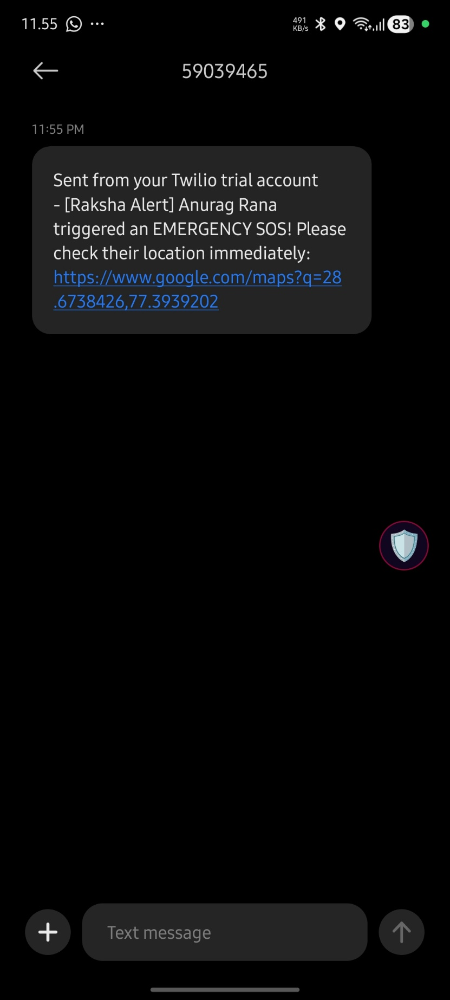 11.55
491
KB/s
83
59039465
11:55 PM
Sent from your Twilio trial account
- [Raksha Alert] Anurag Rana
triggered an EMERGENCY SOS! Please
check their location immediately:
https://www.google.com/maps?q=28
.6738426,77.3939202
Text message